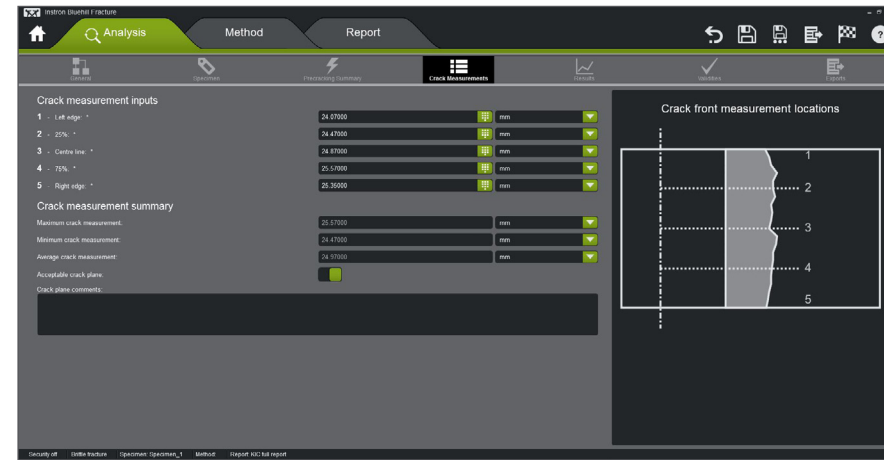 Instron Bluehill Fracture
Analysis Method Report
General Specimen Precracking Summary Crack Measurements Results Validities Exports
Crack measurement inputs
1 - Left edge: * 24.07000 mm
2 - 25%: * 24.47000 mm
3 - Centre line: * 24.87000 mm
4 - 75%: * 25.57000 mm
5 - Right edge: * 25.35000 mm
Crack measurement summary
Maximum crack measurement: 25.57000 mm
Minimum crack measurement: 24.47000 mm
Average crack measurement: 24.97000 mm
Acceptable crack plane:
Crack plane comments:
Crack front measurement locations
1
2
3
4
5
Security off Brittle fracture Specimen: Specimen_1 Method: Report: KIC full report